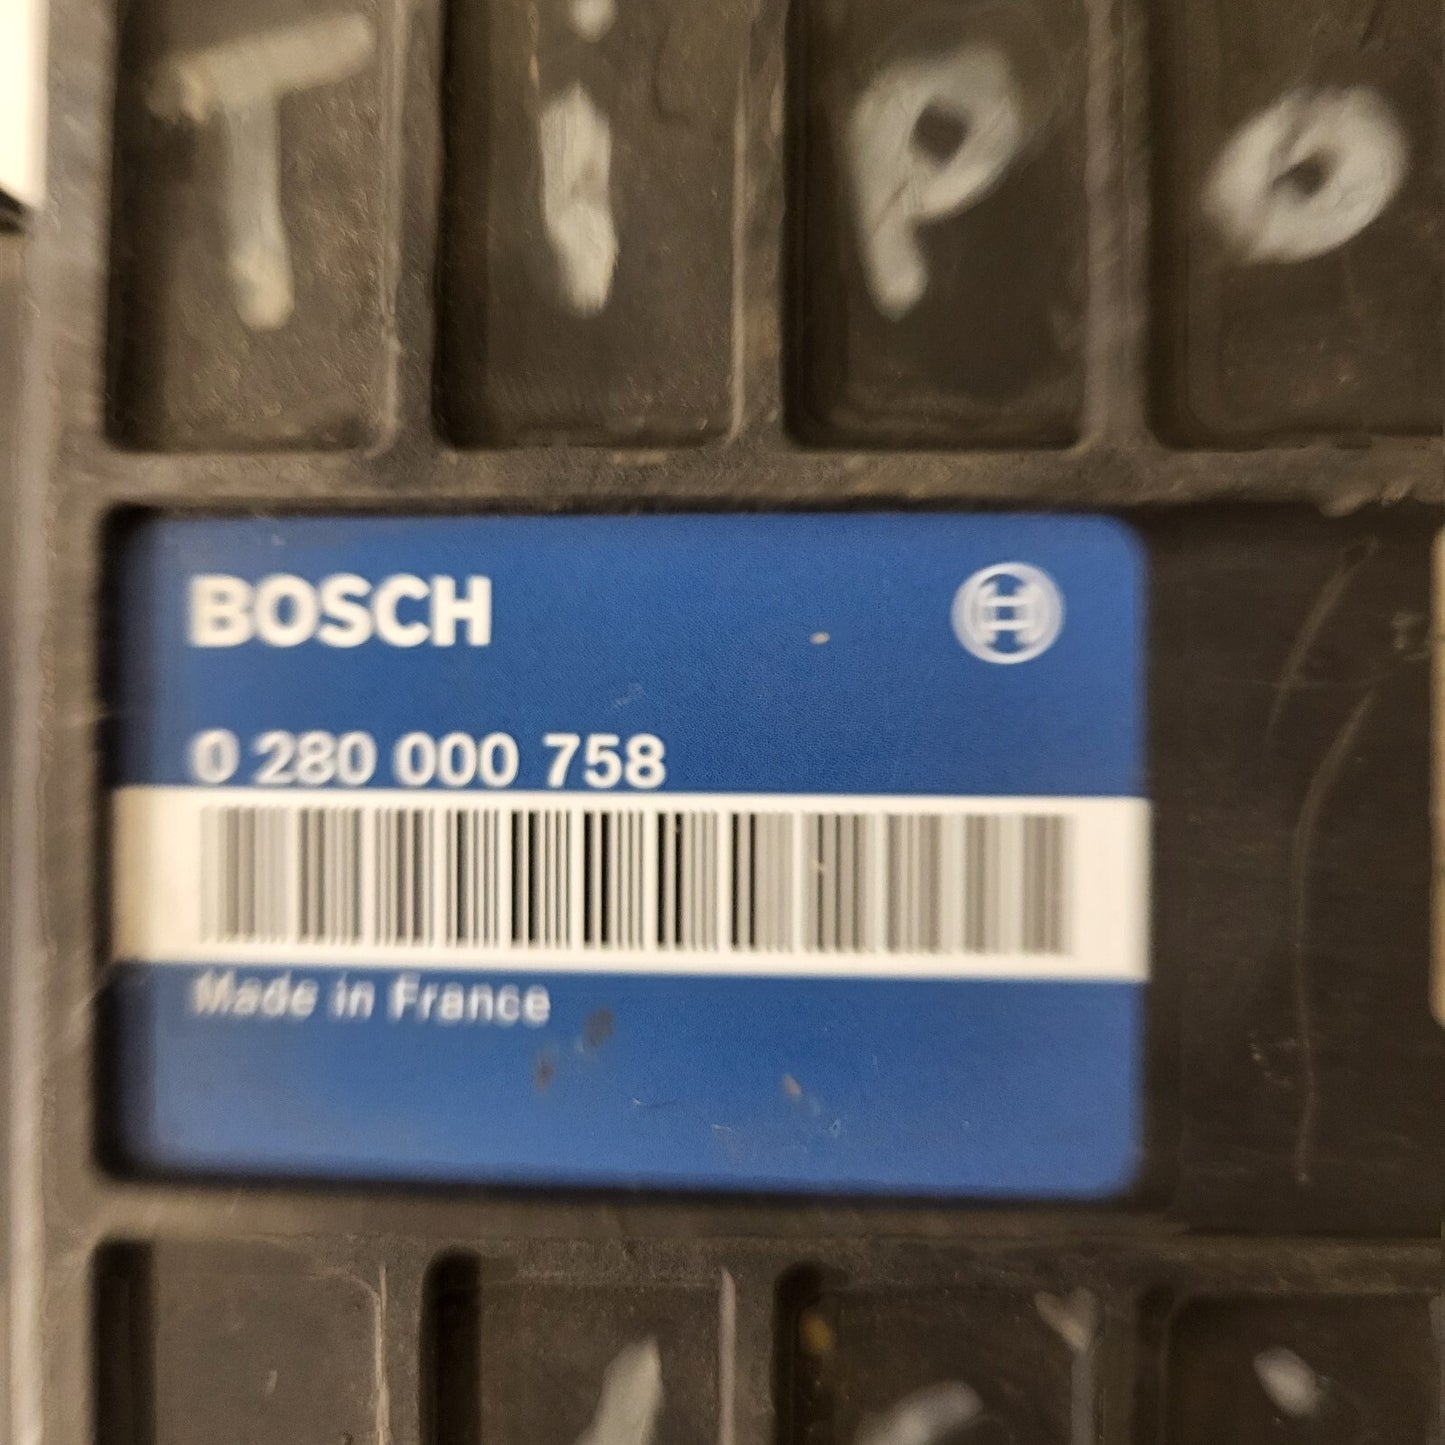 Tipo
BOSCH
0 280 000 758
Made in France